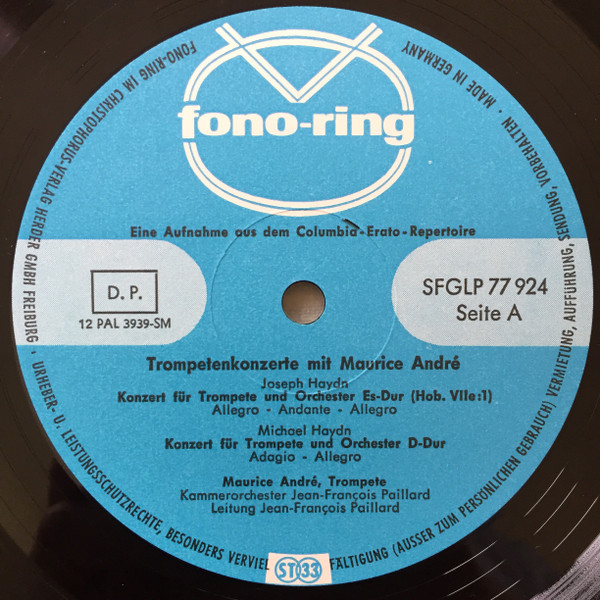 fono-ring
Eine Aufnahme aus dem Columbia-Erato-Repertoire
D. P.
12 PAL 3939-SM
SFGLP 77 924
Seite A
Trompetenkonzerte mit Maurice André
Joseph Haydn
Konzert für Trompete und Orchester Es-Dur (Hob. VIIe:1)
Allegro - Andante - Allegro
Michael Haydn
Konzert für Trompete und Orchester D-Dur
Adagio - Allegro
Maurice André, Trompete
Kammerorchester Jean-François Paillard
Leitung Jean-François Paillard
ST 33
FONO-RING IM CHRISTOPHORUS-VERLAG HERDER GMBH FREIBURG · URHEBER- U. LEISTUNGSSCHUTZRECHTE, BESONDERS VERVIELFÄLTIGUNG (AUSSER ZUM PERSÖNLICHEN GEBRAUCH) VERMIETUNG, AUFFÜHRUNG, SENDUNG, VORBEHALTEN · MADE IN GERMANY